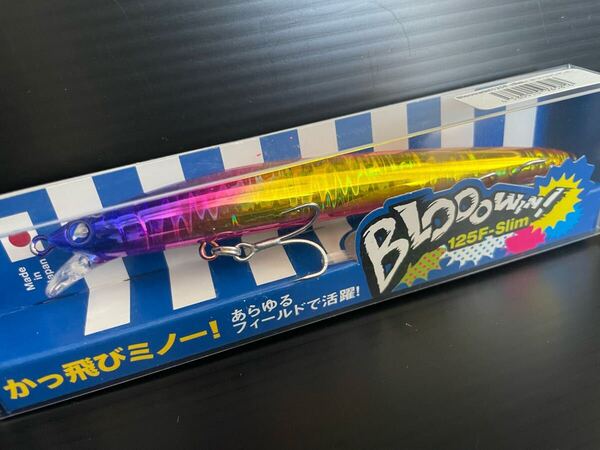 Made
in
Japan
BLOOOWIN!
125F-Slim
あらゆる
フィールドで活躍!
かっ飛びミノー!